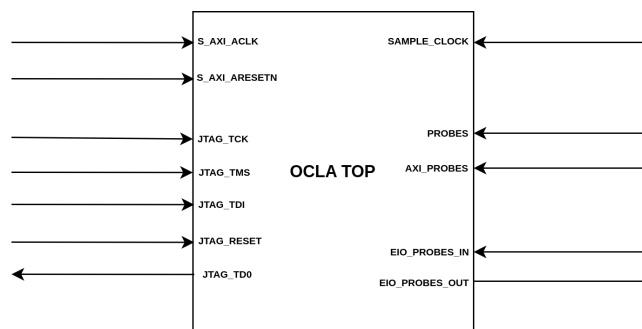 S_AXI_ACLK
SAMPLE_CLOCK
S_AXI_ARESETN
PROBES
JTAG_TCK
AXI_PROBES
OCLA TOP
JTAG_TMS
JTAG_TDI
JTAG_RESET
EIO_PROBES_IN
JTAG_TD0
EIO_PROBES_OUT